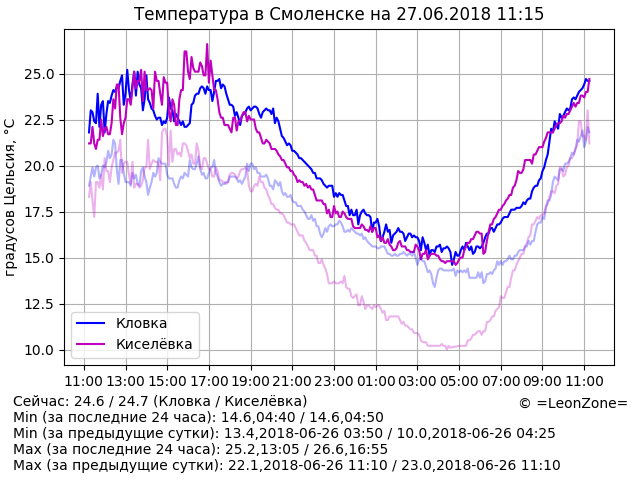 Температура в Смоленске на 27.06.2018 11:15
градусов Цельсия, °C
25.0
22.5
20.0
17.5
15.0
12.5
10.0
Кловка
Киселёвка
11:00 13:00 15:00 17:00 19:00 21:00 23:00 01:00 03:00 05:00 07:00 09:00 11:00
Сейчас: 24.6 / 24.7 (Кловка / Киселёвка)
© =LeonZone=
Min (за последние 24 часа): 14.6,04:40 / 14.6,04:50
Min (за предыдущие сутки): 13.4,2018-06-26 03:50 / 10.0,2018-06-26 04:25
Max (за последние 24 часа): 25.2,13:05 / 26.6,16:55
Max (за предыдущие сутки): 22.1,2018-06-26 11:10 / 23.0,2018-06-26 11:10